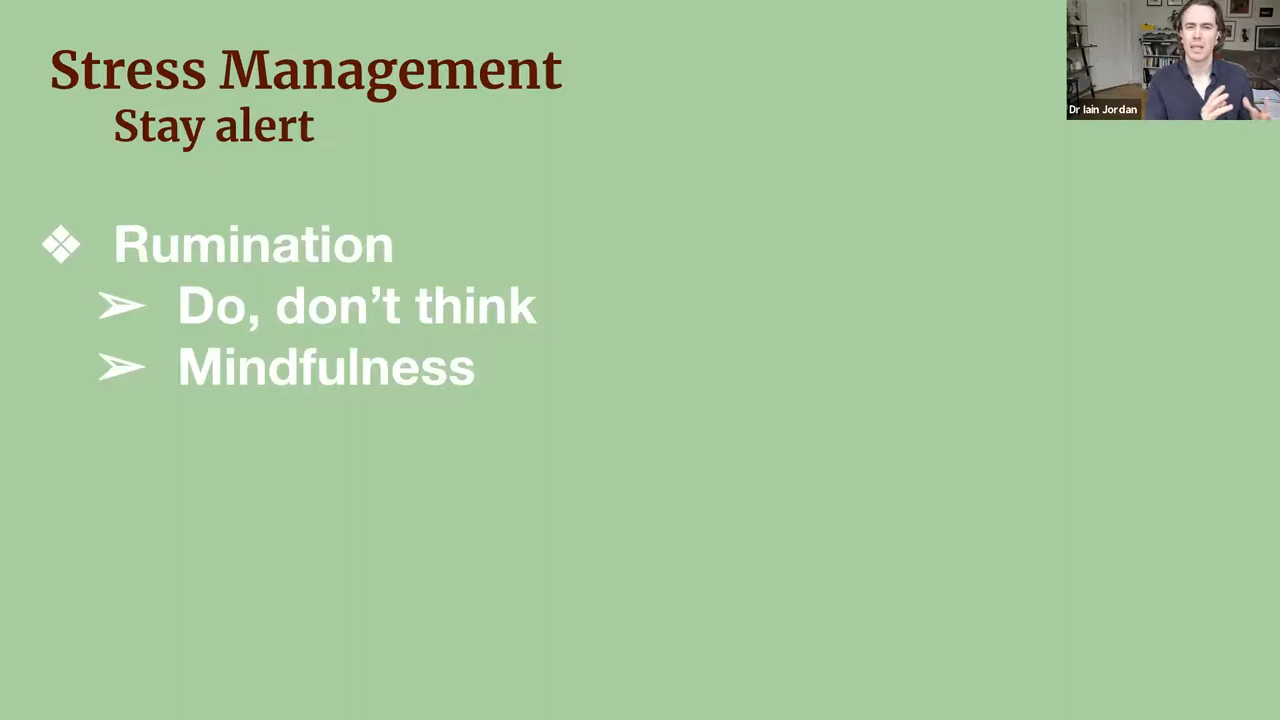 Stress Management
Stay alert
Dr Iain Jordan
❖ Rumination
➢ Do, don’t think
➢ Mindfulness